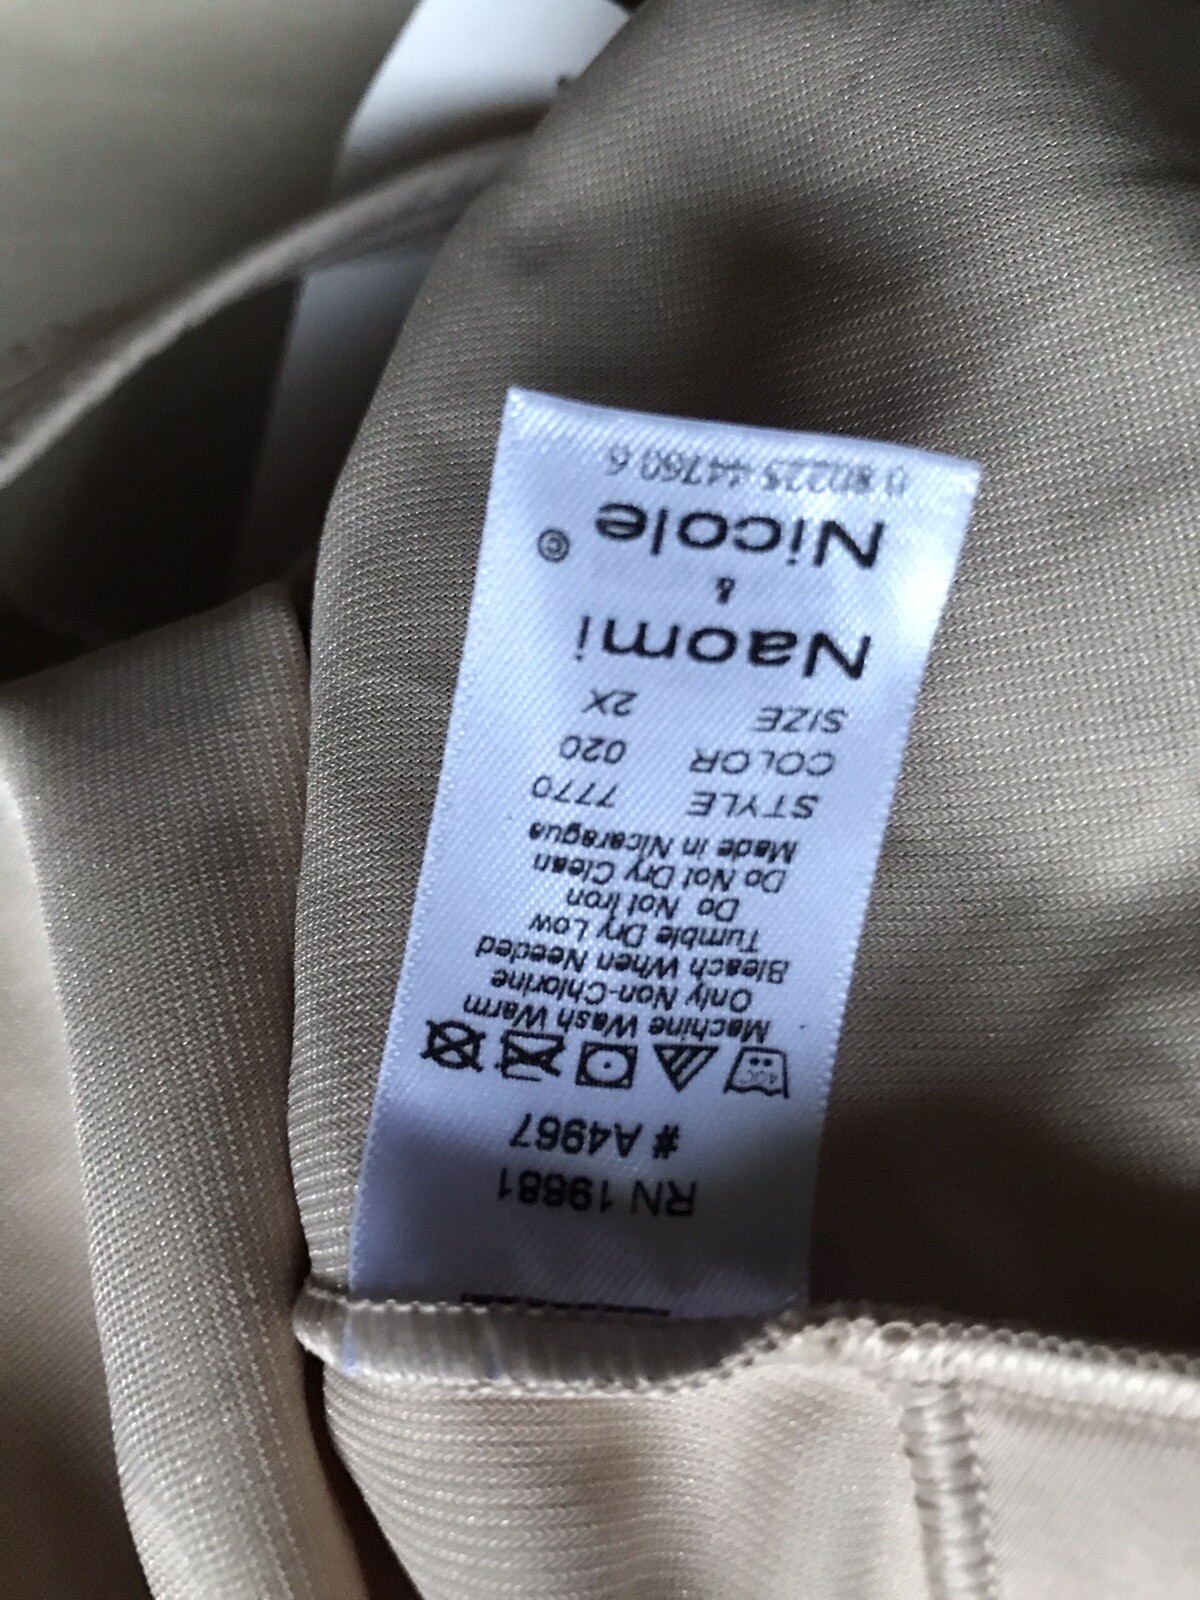 0 80225 44760 6
Nicole ©
&
Naomi
SIZE 2X
COLOR 020
STYLE 7770
Made in Nicaragua
Do Not Dry Clean
Do Not Iron
Tumble Dry Low
Bleach When Needed
Only Non-Chlorine
Machine Wash Warm
40C
# A4967
RN 19881